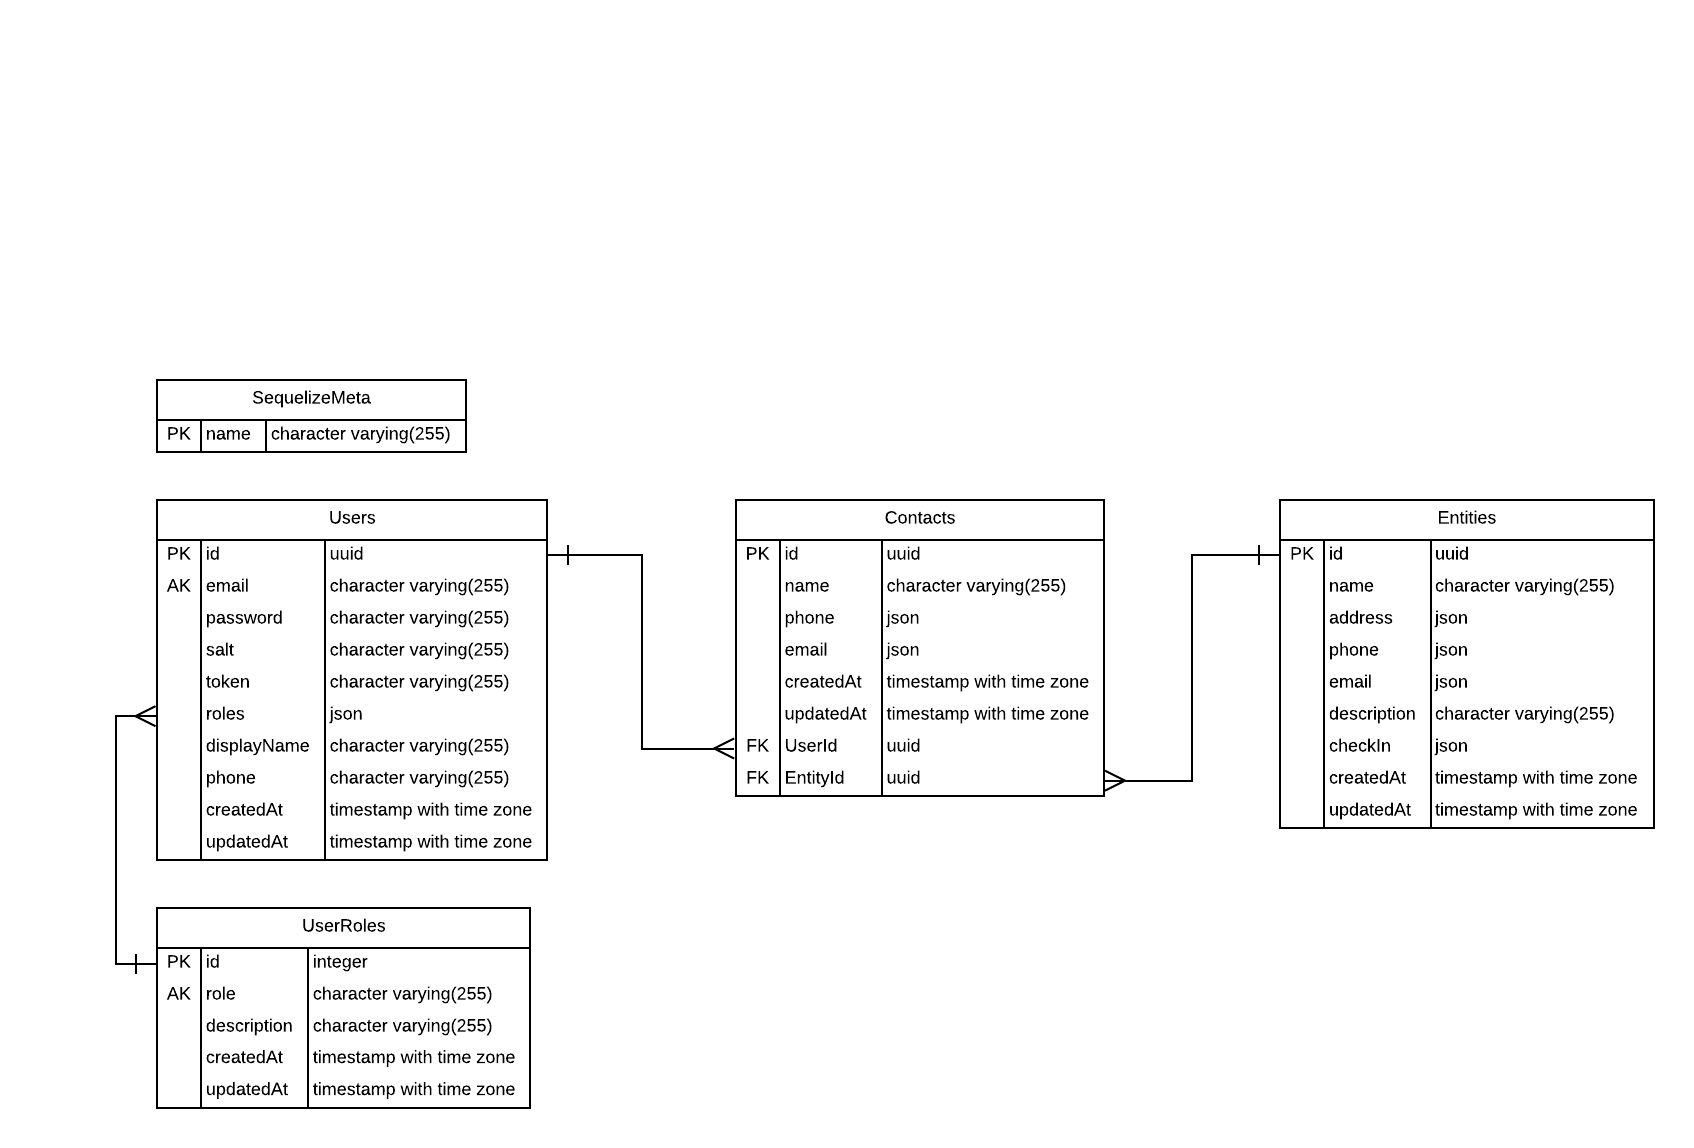 SequelizeMeta
PK name character varying(255)
Users
PK id uuid
AK email character varying(255)
password character varying(255)
salt character varying(255)
token character varying(255)
roles json
displayName character varying(255)
phone character varying(255)
createdAt timestamp with time zone
updatedAt timestamp with time zone
Contacts
PK id uuid
name character varying(255)
phone json
email json
createdAt timestamp with time zone
updatedAt timestamp with time zone
FK UserId uuid
FK EntityId uuid
Entities
PK id uuid
name character varying(255)
address json
phone json
email json
description character varying(255)
checkIn json
createdAt timestamp with time zone
updatedAt timestamp with time zone
UserRoles
PK id integer
AK role character varying(255)
description character varying(255)
createdAt timestamp with time zone
updatedAt timestamp with time zone